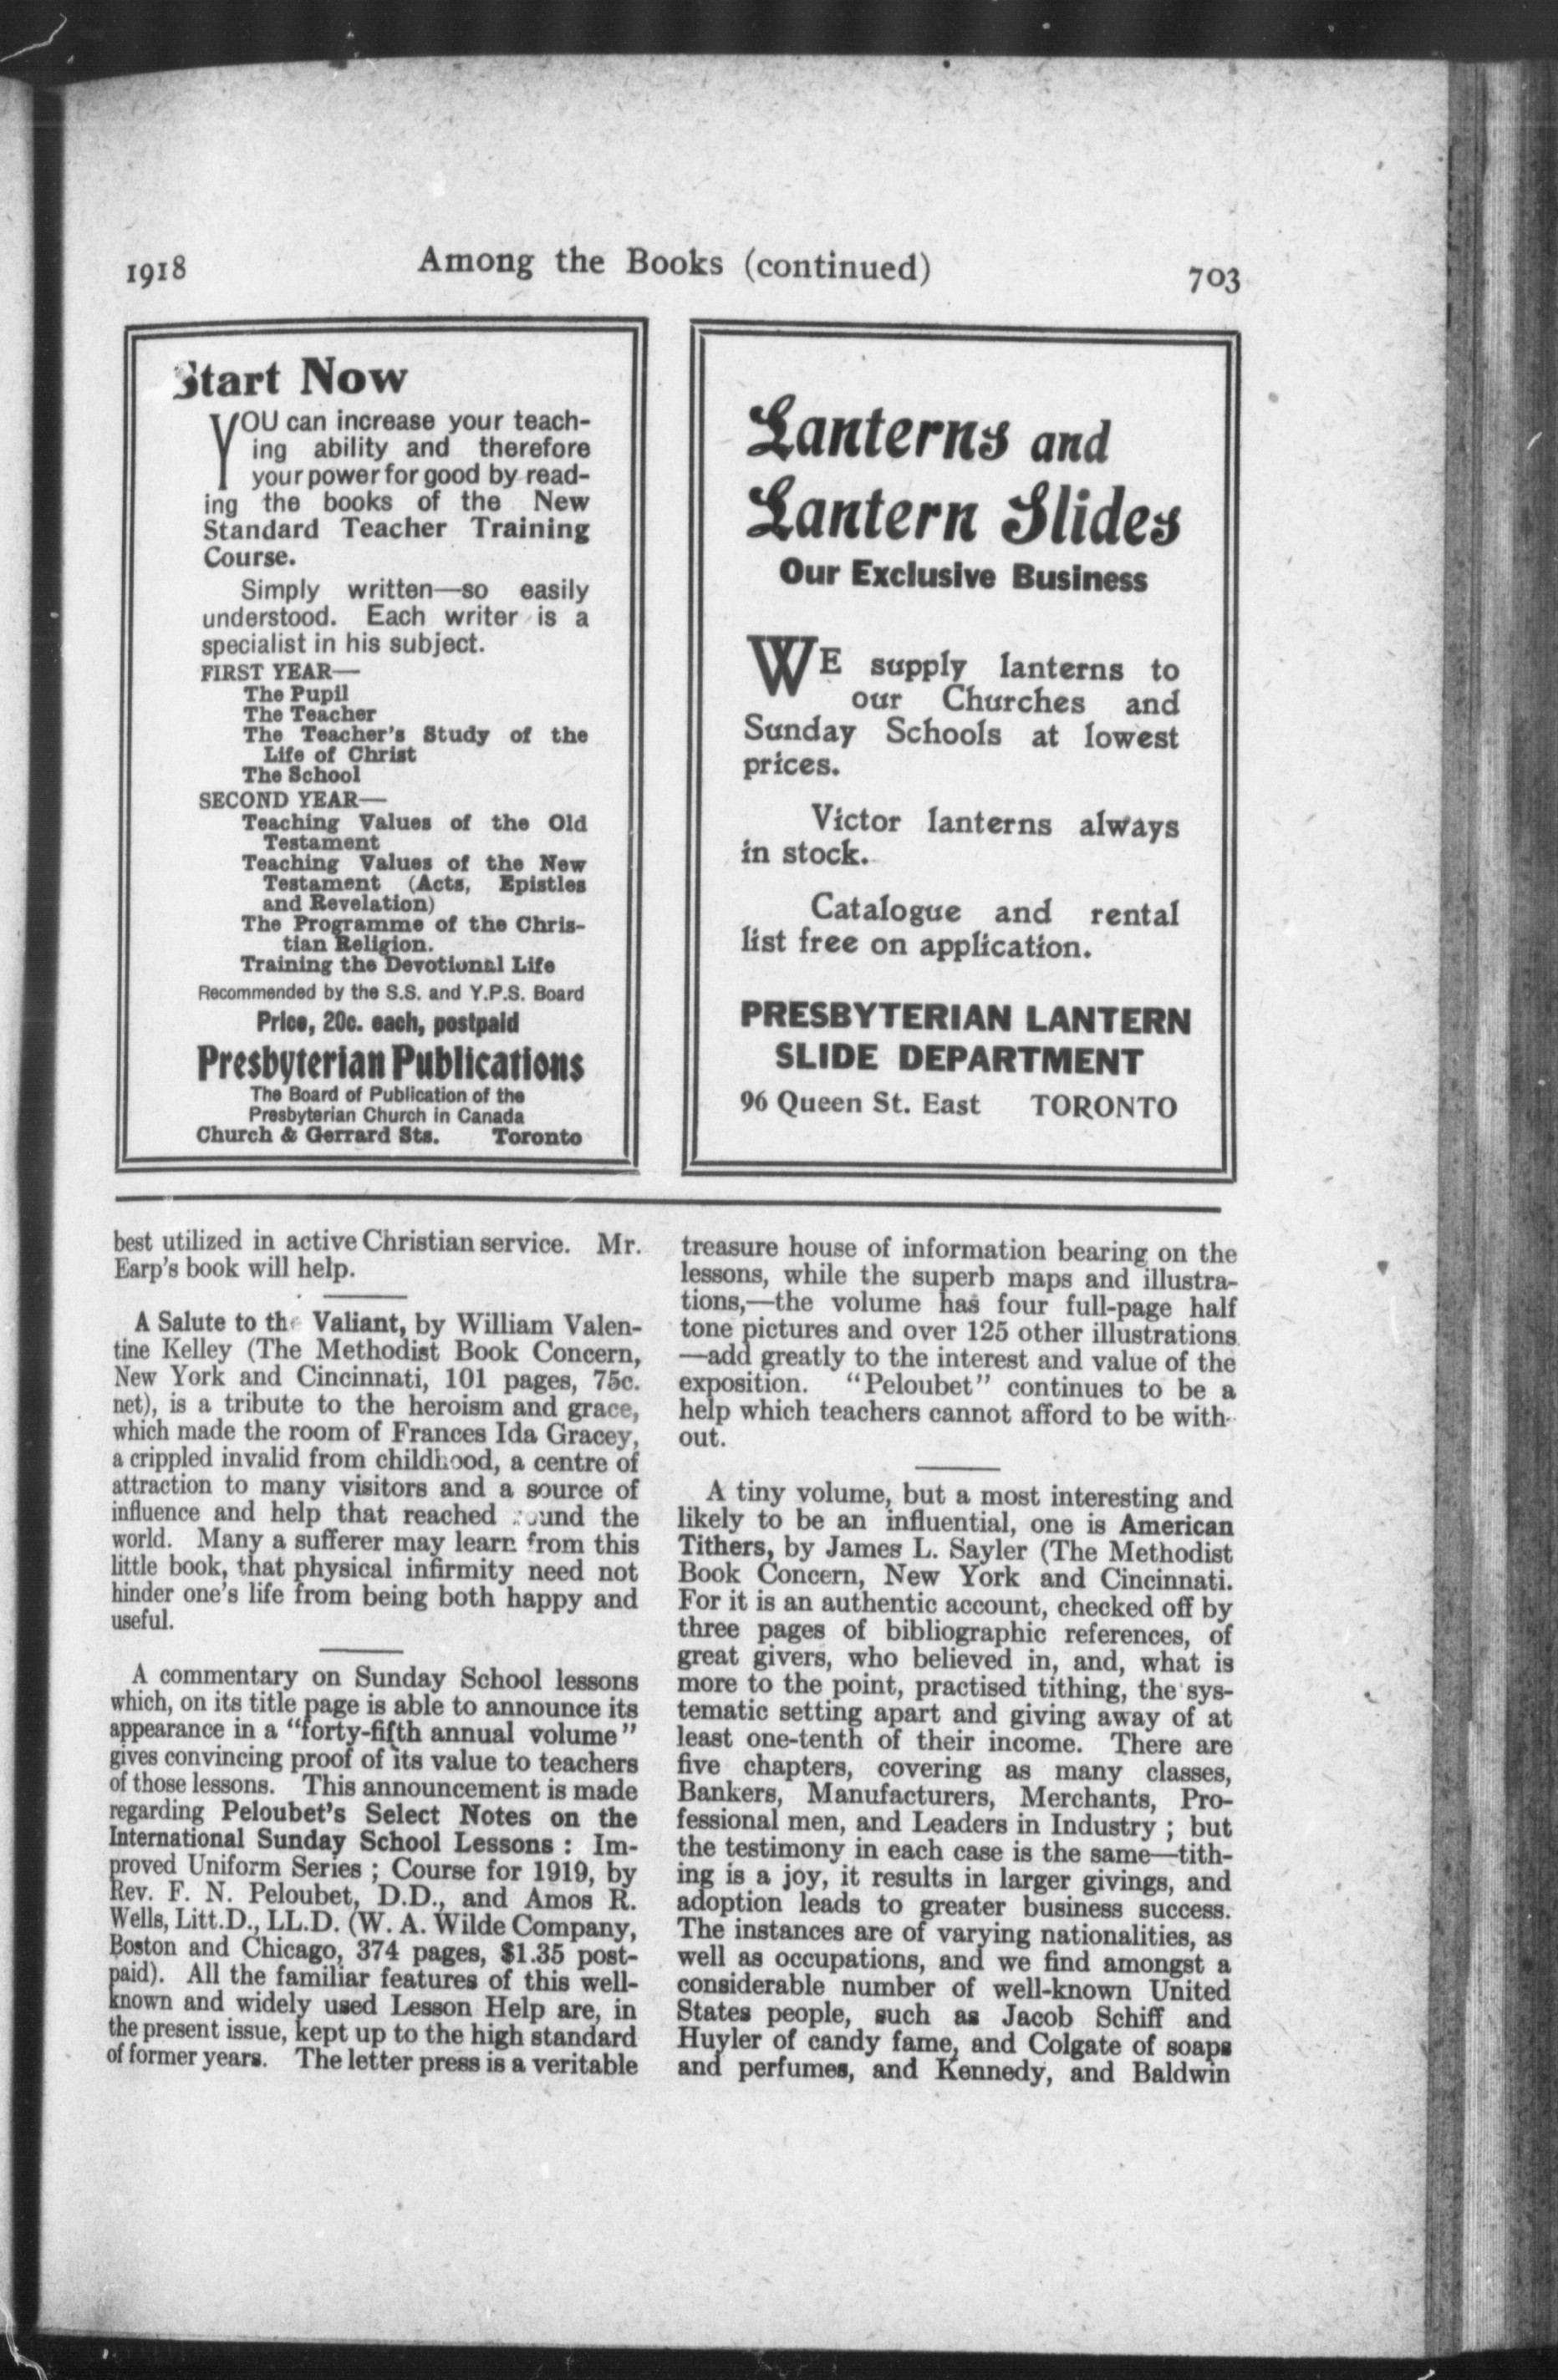 1918
Among the Books (continued)
703
Start Now
YOU can increase your teach-
ing ability and therefore
your power for good by read-
ing the books of the New
Standard Teacher Training
Course.
Simply written—so easily
understood. Each writer is a
specialist in his subject.
FIRST YEAR—
The Pupil
The Teacher
The Teacher's Study of the
Life of Christ
The School
SECOND YEAR—
Teaching Values of the Old
Testament
Teaching Values of the New
Testament (Acts, Epistles
and Revelation)
The Programme of the Chris-
tian Religion.
Training the Devotional Life
Recommended by the S.S. and Y.P.S. Board
Price, 20c. each, postpaid
Presbyterian Publications
The Board of Publication of the
Presbyterian Church in Canada
Church & Gerrard Sts. Toronto
Lanterns and
Lantern Slides
Our Exclusive Business
WE supply lanterns to
our Churches and
Sunday Schools at lowest
prices.
Victor lanterns always
in stock.
Catalogue and rental
list free on application.
PRESBYTERIAN LANTERN
SLIDE DEPARTMENT
96 Queen St. East TORONTO
best utilized in active Christian service. Mr.
Earp's book will help.
A Salute to the Valiant, by William Valen-
tine Kelley (The Methodist Book Concern,
New York and Cincinnati, 101 pages, 75c.
net), is a tribute to the heroism and grace,
which made the room of Frances Ida Gracey,
a crippled invalid from childhood, a centre of
attraction to many visitors and a source of
influence and help that reached round the
world. Many a sufferer may learn from this
little book, that physical infirmity need not
hinder one's life from being both happy and
useful.
A commentary on Sunday School lessons
which, on its title page is able to announce its
appearance in a "forty-fifth annual volume"
gives convincing proof of its value to teachers
of those lessons. This announcement is made
regarding Peloubet's Select Notes on the
International Sunday School Lessons : Im-
proved Uniform Series ; Course for 1919, by
Rev. F. N. Peloubet, D.D., and Amos R.
Wells, Litt.D., LL.D. (W. A. Wilde Company,
Boston and Chicago, 374 pages, $1.35 post-
paid). All the familiar features of this well-
known and widely used Lesson Help are, in
the present issue, kept up to the high standard
of former years. The letter press is a veritable
treasure house of information bearing on the
lessons, while the superb maps and illustra-
tions,—the volume has four full-page half
tone pictures and over 125 other illustrations
—add greatly to the interest and value of the
exposition. "Peloubet" continues to be a
help which teachers cannot afford to be with-
out.
A tiny volume, but a most interesting and
likely to be an influential, one is American
Tithers, by James L. Sayler (The Methodist
Book Concern, New York and Cincinnati.
For it is an authentic account, checked off by
three pages of bibliographic references, of
great givers, who believed in, and, what is
more to the point, practised tithing, the sys-
tematic setting apart and giving away of at
least one-tenth of their income. There are
five chapters, covering as many classes,
Bankers, Manufacturers, Merchants, Pro-
fessional men, and Leaders in Industry ; but
the testimony in each case is the same—tith-
ing is a joy, it results in larger givings, and
adoption leads to greater business success.
The instances are of varying nationalities, as
well as occupations, and we find amongst a
considerable number of well-known United
States people, such as Jacob Schiff and
Huyler of candy fame, and Colgate of soaps
and perfumes, and Kennedy, and Baldwin